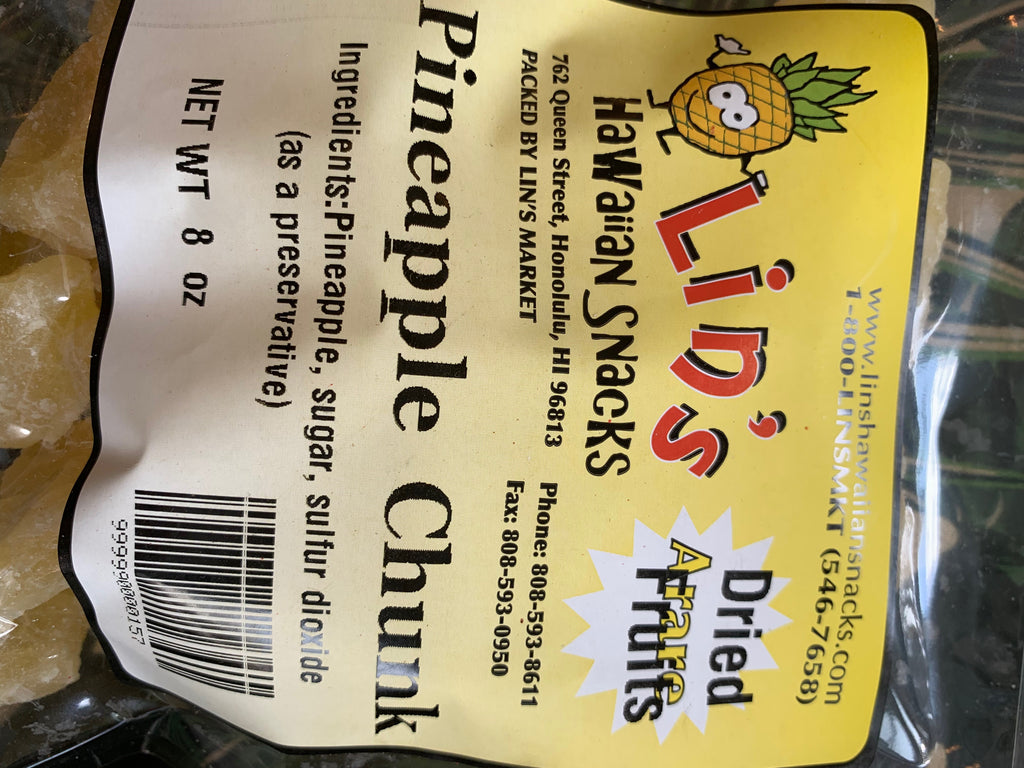 www.linshawaiiansnacks.com
1-800-LINSMKT (546-7658)
Lin's
Hawaiian Snacks
Dried
Arare
Fruits
762 Queen Street, Honolulu, HI 96813
PACKED BY LIN'S MARKET
Phone: 808-593-8611
Fax: 808-593-0950
Pineapple Chunk
Ingredients:Pineapple, sugar, sulfur dioxide
(as a preservative)
NET WT 8 oz